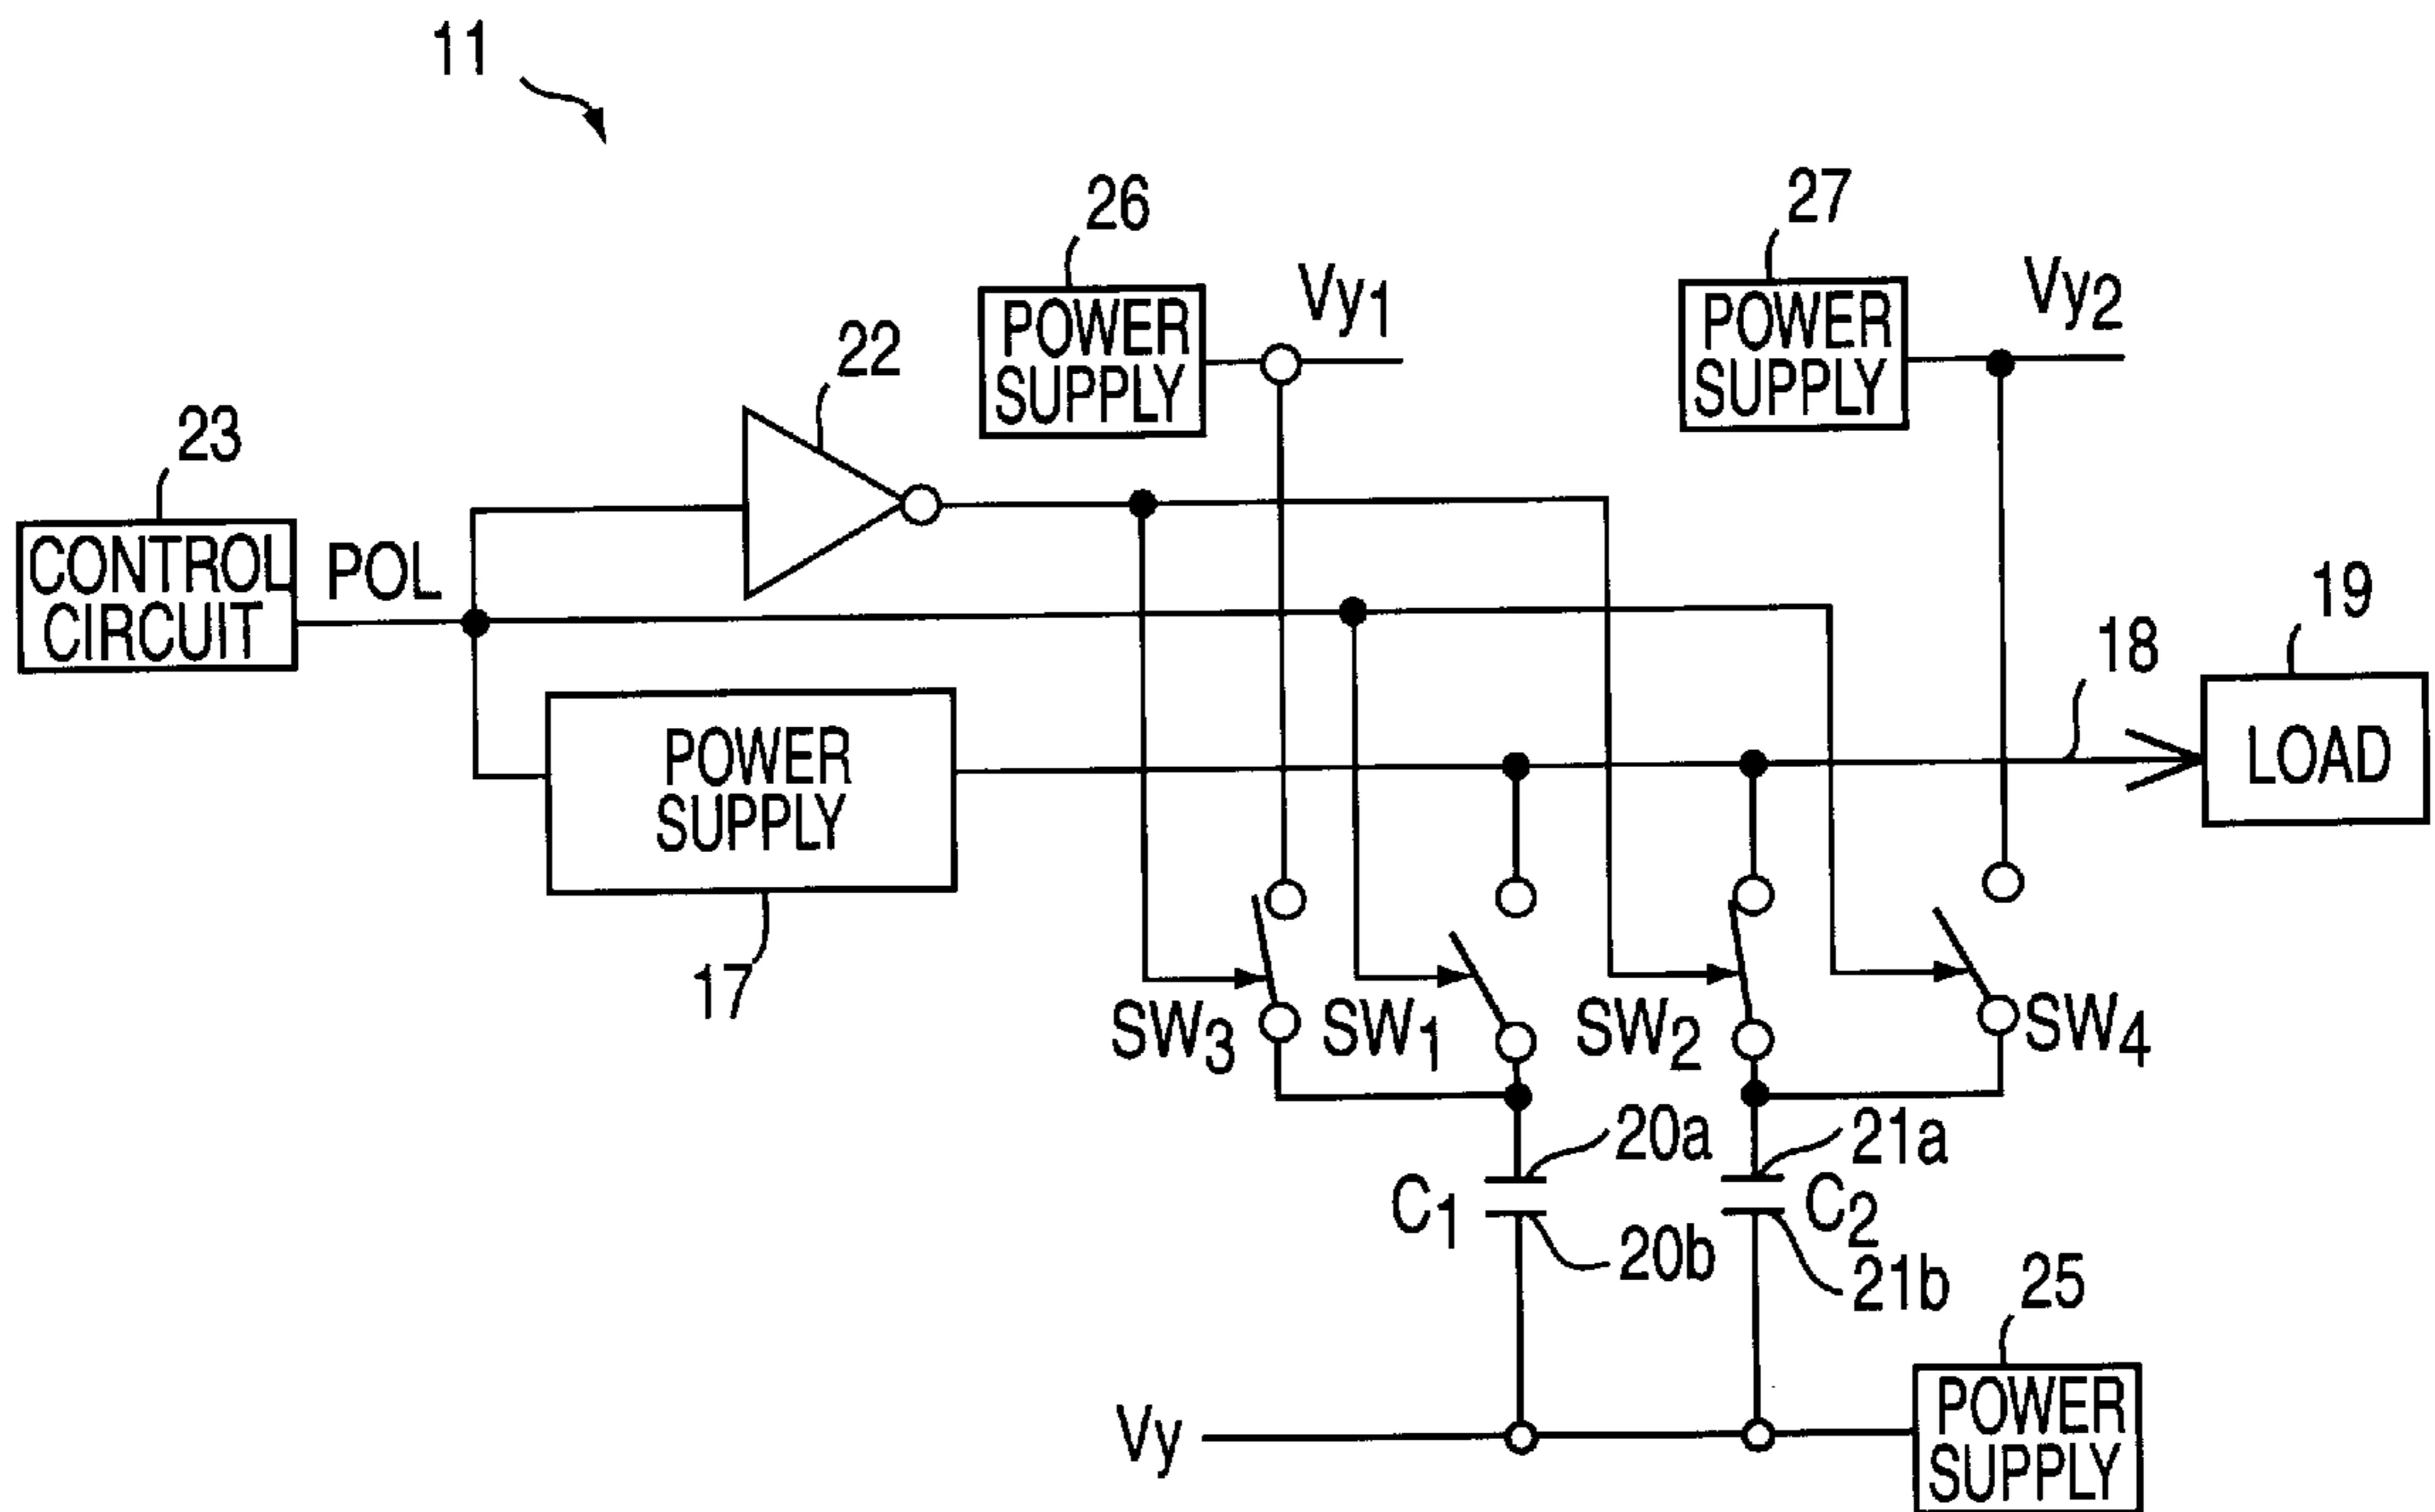 11
26
27
Vy1
Vy2
POWER
SUPPLY
POWER
SUPPLY
22
23
CONTROL
CIRCUIT
POL
19
18
LOAD
POWER
SUPPLY
17
SW3
SW1
SW2
SW4
20a
21a
C1
C2
20b
21b
25
Vy
POWER
SUPPLY